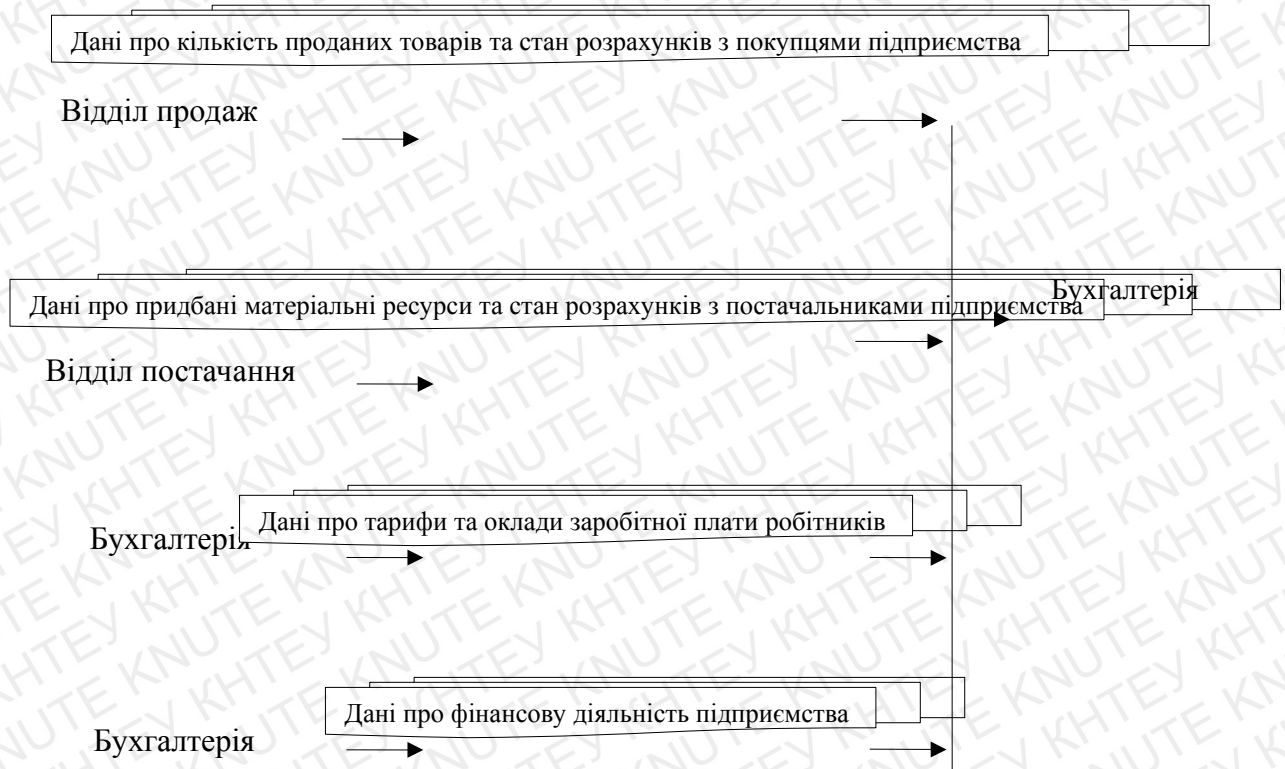 Дані про кількість проданих товарів та стан розрахунків з покупцями підприємства
Відділ продаж
Дані про придбані матеріальні ресурси та стан розрахунків з постачальниками підприємства
Бухгалтерія
Відділ постачання
Дані про тарифи та оклади заробітної плати робітників
Бухгалтерія
Дані про фінансову діяльність підприємства
Бухгалтерія